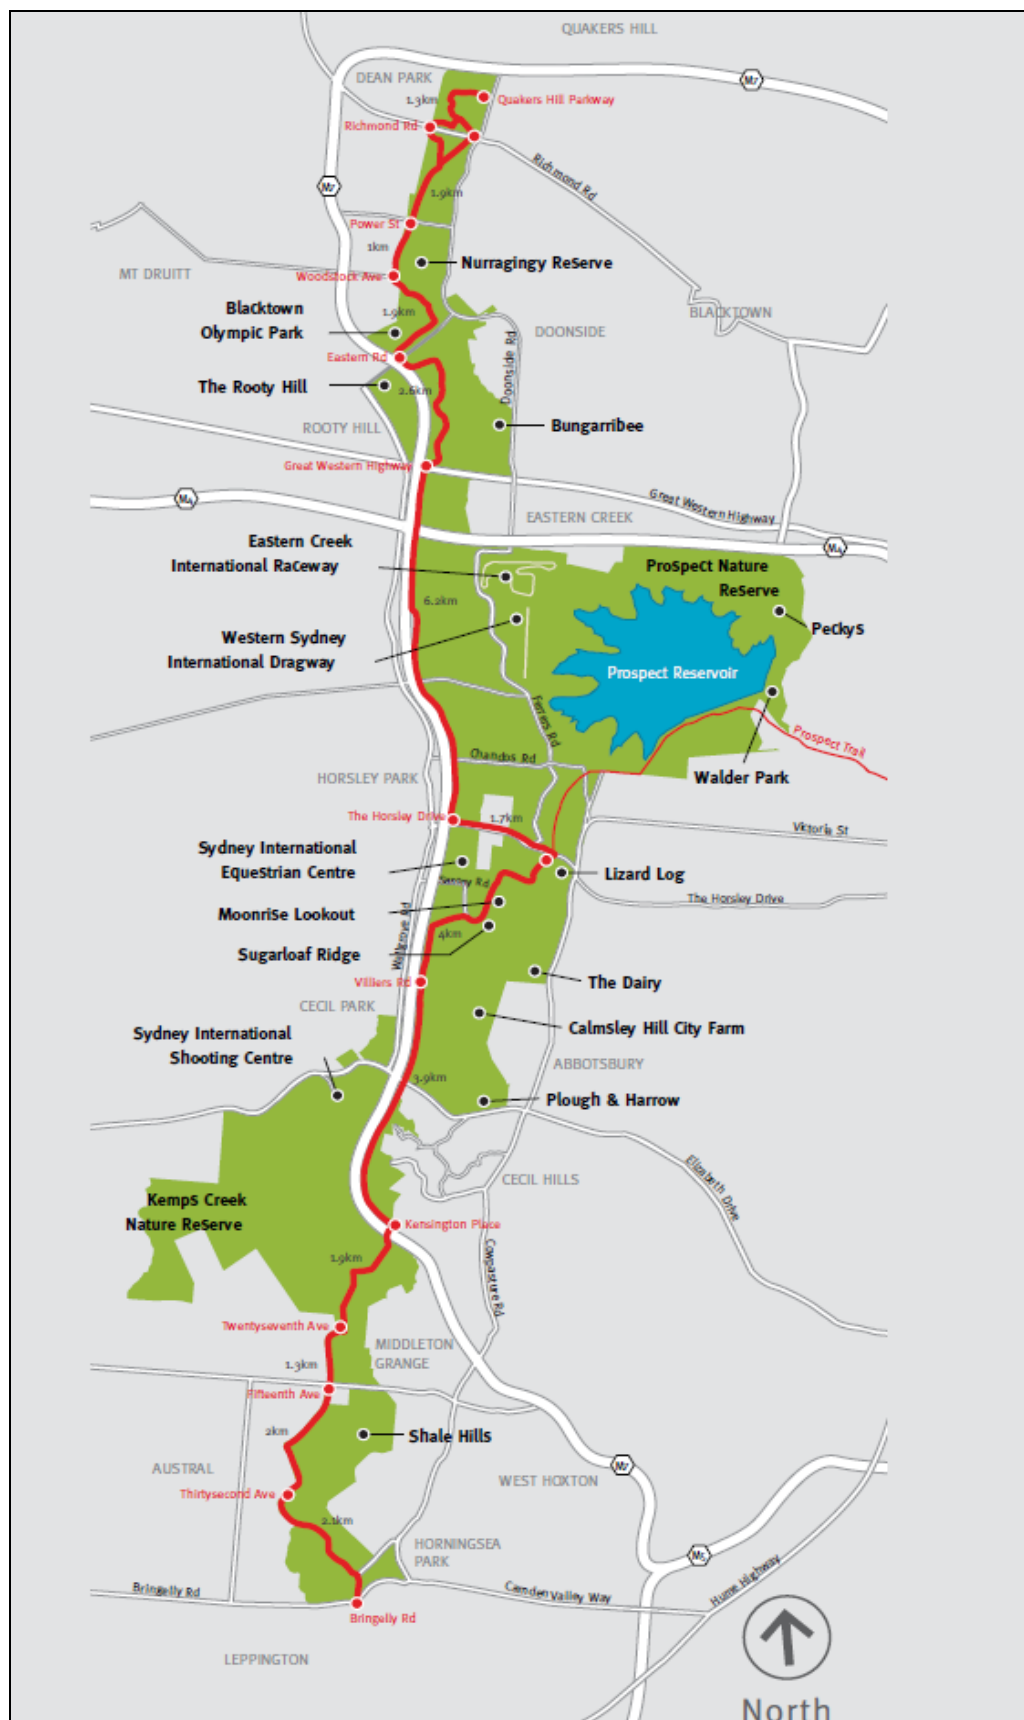 QUAKERS HILL
DEAN PARK
M7
1.3km
Quakers Hill Parkway
Richmond Rd
Richmond Rd
M7
1.9km
Power St
1km
Nurragingy Reserve
MT DRUITT
Woodstock Ave
Blacktown
Olympic Park
1.9km
BLACKTOWN
DOONSIDE
Doonside Rd
Eastern Rd
The Rooty Hill
2.6km
ROOTY HILL
Bungarribee
Great Western Highway
M4
Great Western Highway
EASTERN CREEK
M4
Eastern Creek
International Raceway
Prospect Nature
Reserve
6.2km
Peckys
Western Sydney
International Dragway
Prospect Reservoir
Ferrers Rd
Prospect Trail
Chandos Rd
HORSLEY PARK
Walder Park
The Horsley Drive
1.7km
Victoria St
Sydney International
Equestrian Centre
Lizard Log
The Horsley Drive
Moonrise Lookout
Wallgrove Rd
4km
Sugarloaf Ridge
Villiers Rd
The Dairy
CECIL PARK
Calmsley Hill City Farm
Sydney International
Shooting Centre
ABBOTSBURY
3.9km
Plough & Harrow
Elizabeth Drive
CECIL HILLS
Kemps Creek
Nature Reserve
Kensington Place
1.9km
Cowpasture Rd
Twentyseventh Ave
MIDDLETON
GRANGE
1.3km
Fifteenth Ave
2km
Shale Hills
AUSTRAL
M7
WEST HOXTON
Thirtysecond Ave
2.1km
HORNINGSEA
PARK
M5
Bringelly Rd
Camden Valley Way
Hume Highway
Bringelly Rd
LEPPINGTON
North